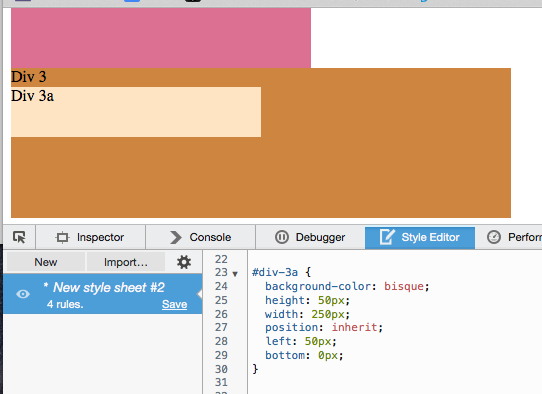 Div 3
Div 3a
Inspector Console Debugger Style Editor Perfor
New Import...
* New style sheet #2
4 rules. Save
22
23 #div-3a {
24 background-color: bisque;
25 height: 50px;
26 width: 250px;
27 position: inherit;
28 left: 50px;
29 bottom: 0px;
30 }
31